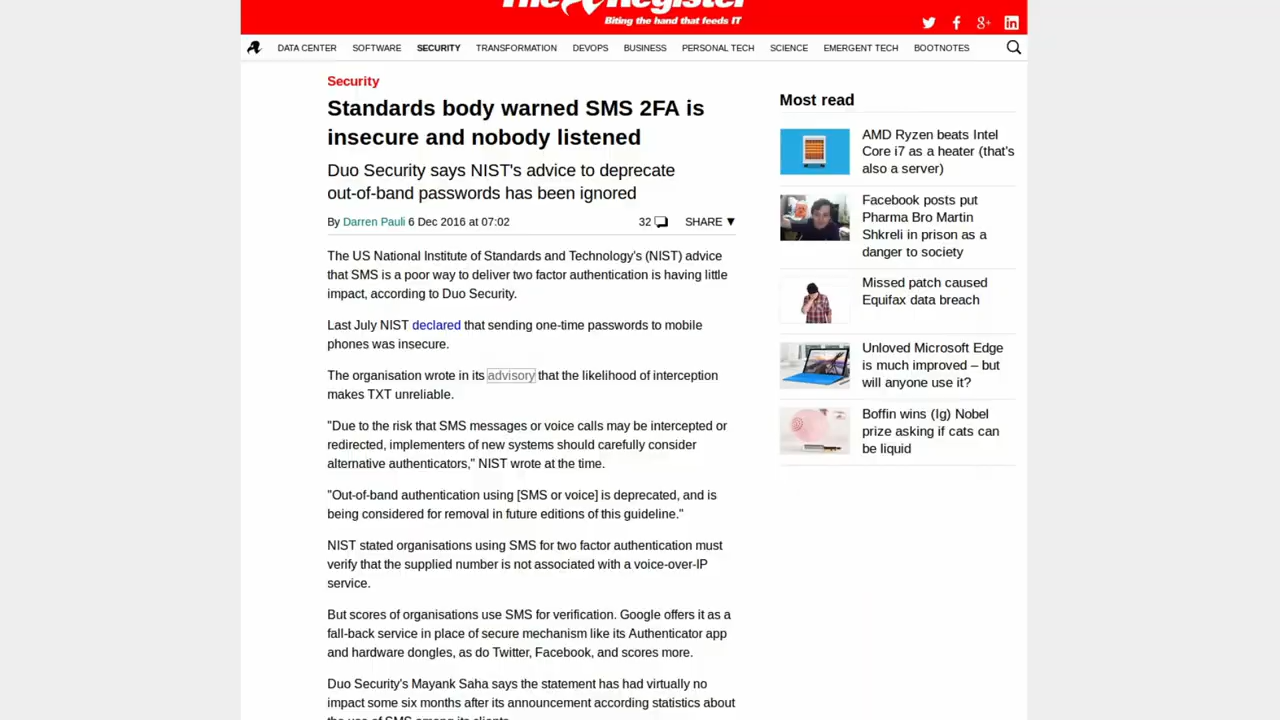 The Register
Biting the hand that feeds IT
DATA CENTER SOFTWARE SECURITY TRANSFORMATION DEVOPS BUSINESS PERSONAL TECH SCIENCE EMERGENT TECH BOOTNOTES
Security
Standards body warned SMS 2FA is
insecure and nobody listened
Duo Security says NIST's advice to deprecate
out-of-band passwords has been ignored
By Darren Pauli 6 Dec 2016 at 07:02
32
SHARE ▼
The US National Institute of Standards and Technology's (NIST) advice
that SMS is a poor way to deliver two factor authentication is having little
impact, according to Duo Security.
Last July NIST declared that sending one-time passwords to mobile
phones was insecure.
The organisation wrote in its advisory that the likelihood of interception
makes TXT unreliable.
"Due to the risk that SMS messages or voice calls may be intercepted or
redirected, implementers of new systems should carefully consider
alternative authenticators," NIST wrote at the time.
"Out-of-band authentication using [SMS or voice] is deprecated, and is
being considered for removal in future editions of this guideline."
NIST stated organisations using SMS for two factor authentication must
verify that the supplied number is not associated with a voice-over-IP
service.
But scores of organisations use SMS for verification. Google offers it as a
fall-back service in place of secure mechanism like its Authenticator app
and hardware dongles, as do Twitter, Facebook, and scores more.
Duo Security's Mayank Saha says the statement has had virtually no
impact some six months after its announcement according statistics about
the use of SMS among its clients.
Most read
AMD Ryzen beats Intel
Core i7 as a heater (that's
also a server)
Facebook posts put
Pharma Bro Martin
Shkreli in prison as a
danger to society
Missed patch caused
Equifax data breach
Unloved Microsoft Edge
is much improved – but
will anyone use it?
Boffin wins (Ig) Nobel
prize asking if cats can
be liquid